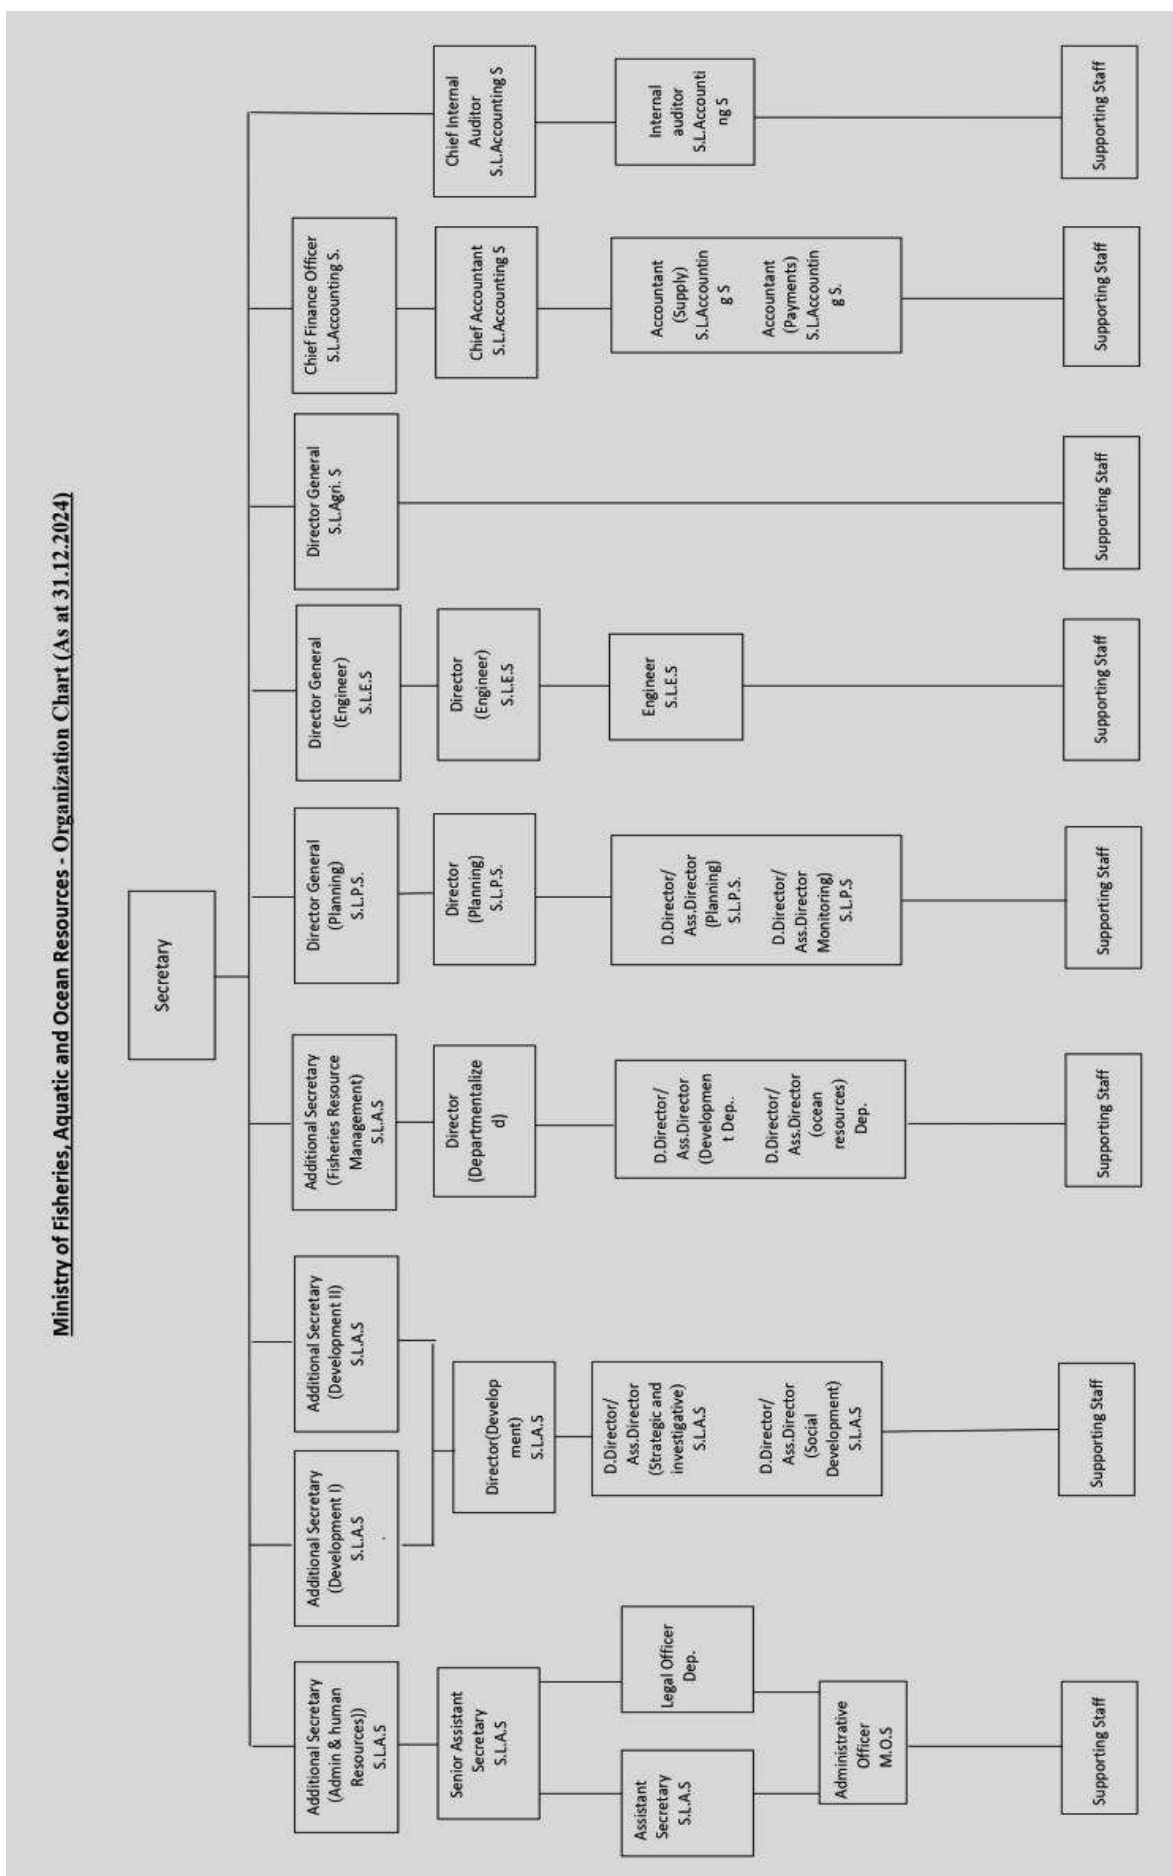 Ministry of Fisheries, Aquatic and Ocean Resources - Organization Chart (As at 31.12.2024)
Secretary
Additional Secretary
(Admin & human
Resources))
S.L.A.S
Additional Secretary
(Development I)
S.L.A.S
.
Additional Secretary
(Development II)
S.L.A.S
Additional Secretary
(Fisheries Resource
Management)
S.L.A.S
Director General
(Planning)
S.L.P.S.
Director General
(Engineer)
S.L.E.S
Director General
S.L.Agri. S
Chief Finance Officer
S.L.Accounting S.
Senior Assistant
Secretary
S.L.A.S
Director(Develop
ment)
S.L.A.S
Director
(Departmentalize
d)
Director
(Planning)
S.L.P.S.
Director
(Engineer)
S.L.E.S
Chief Accountant
S.L.Accounting S
Chief Internal
Auditor
S.L.Accounting S
Assistant
Secretary
S.L.A.S
Legal Officer
Dep.
D.Director/
Ass.Director
(Strategic and
investigative)
S.L.A.S
D.Director/
Ass.Director
(Social
Development)
S.L.A.S
D.Director/
Ass.Director
(Developmen
t Dep..
D.Director/
Ass.Director
(ocean
resources)
Dep.
D.Director/
Ass.Director
(Planning)
S.L.P.S.
D.Director/
Ass.Director
Monitoring)
S.L.P.S
Engineer
S.L.E.S
Accountant
(Supply)
S.L.Accountin
g S
Accountant
(Payments)
S.L.Accountin
g S.
Internal
auditor
S.L.Accounti
ng S
Administrative
Officer
M.O.S
Supporting Staff
Supporting Staff
Supporting Staff
Supporting Staff
Supporting Staff
Supporting Staff
Supporting Staff
Supporting Staff